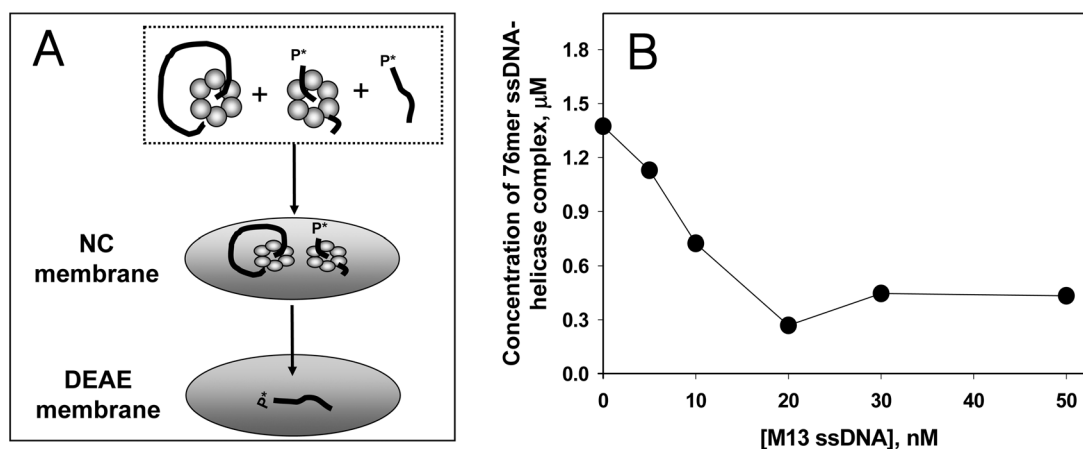 A
P*
P*
+
+
NC
membrane
P*
DEAE
membrane
P*
B
Concentration of 76mer ssDNA-
helicase complex, μM
1.8
1.5
1.2
0.9
0.6
0.3
0.0
0 10 20 30 40 50
[M13 ssDNA], nM